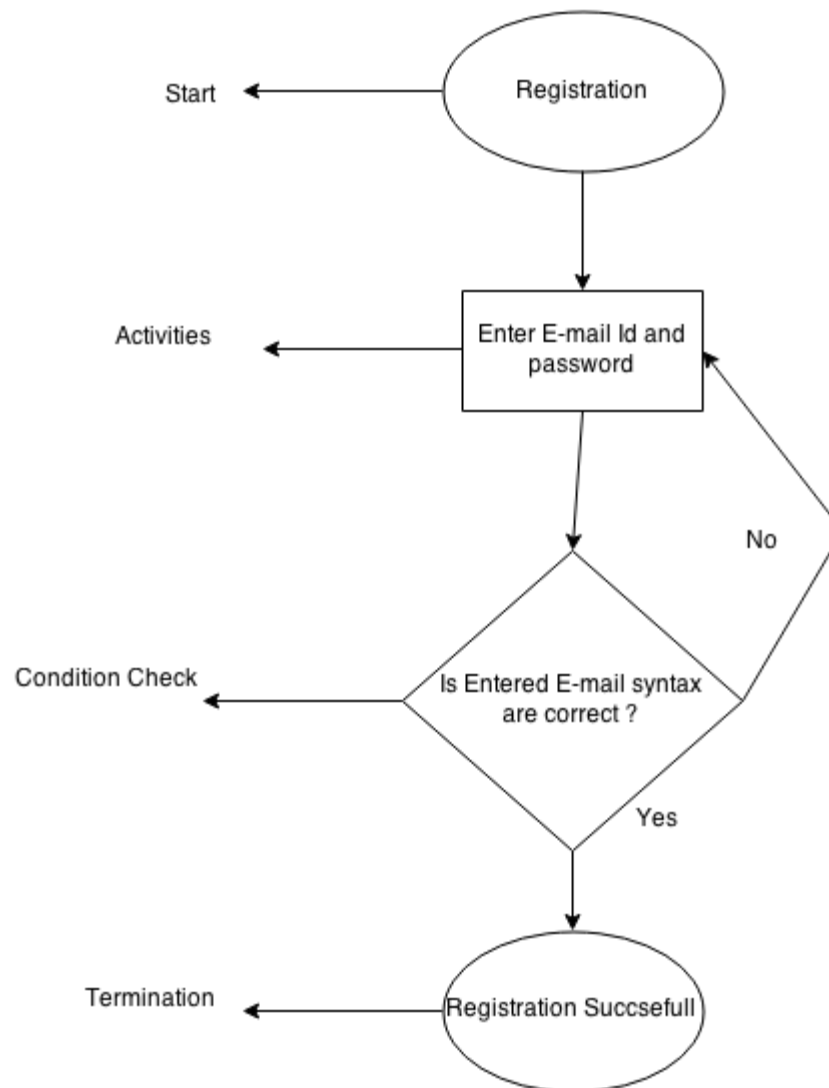 Start
Registration
Activities
Enter E-mail Id and
password
No
Condition Check
Is Entered E-mail syntax
are correct ?
Yes
Termination
Registration Succsefull